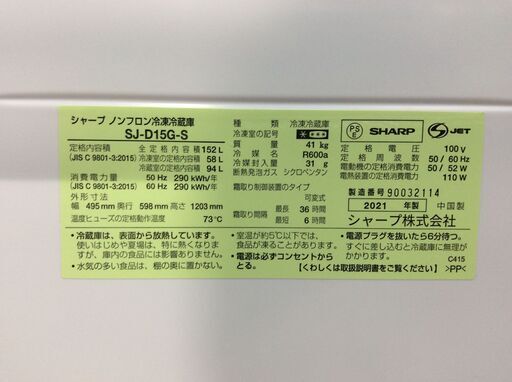 シャープ ノンフロン冷凍冷蔵庫
SJ-D15G-S
定格内容積 全定格内容積 152 L
(JIS C 9801-3:2015) 冷凍室の定格内容積 58 L
冷蔵室の定格内容積 94 L
消費電力量 50 Hz 290 kWh/年
(JIS C 9801-3:2015) 60 Hz 290 kWh/年
外形寸法
幅 495 mm 奥行 598 mm 高さ 1203 mm
温度ヒューズの定格動作温度 73℃
種類 冷凍冷蔵庫
冷凍室の記号
質量 41 kg
冷媒名 R600a
冷媒封入量 31 g
断熱発泡ガス シクロペンタン
霜取り制御装置のタイプ
可変式
霜取り間隔 最長 36 時間
最短 6 時間
PS E SHARP S JET
定格電圧 100 V
定格周波数 50 / 60 Hz
電動機の定格消費電力 50 / 52 W
電熱装置の定格消費電力 110 W
製造番号 90032114
2021 年製 中国製
シャープ株式会社
•冷蔵庫は、表面から放熱しています。
使いはじめや夏場は、特に熱くなりますが、庫内の食品には影響ありません。
•水気の多い食品は、棚の奥に置かない。
•室温が約5℃以下では、食品が凍ることがあります。
•電源は必ずコンセントからとる。
•電源プラグを抜いたら6分待つ。
すぐに差し込むと冷蔵庫に無理がかかります。
C415
【くわしくは取扱説明書をご覧ください】 >PP<